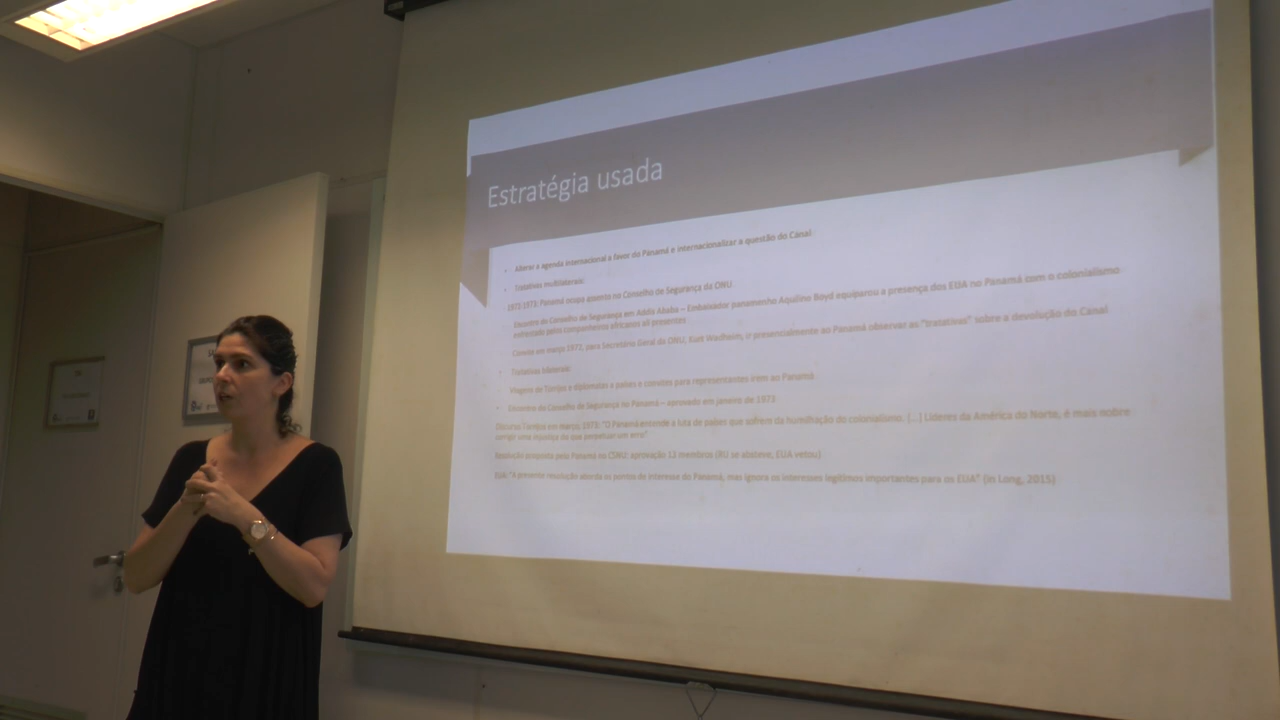 Estratégia usada
Alterar a agenda internacional a favor do Panamá e internacionalizar a questão do Canal
Tratativas multilaterais:
1972-1973: Panamá ocupa assento no Conselho de Segurança da ONU
Encontro do Conselho de Segurança em Addis Ababa – Embaixador panamenho Aquilino Boyd equiparou a presença dos EUA no Panamá com o colonialismo
enfrentado pelos companheiros africanos ali presentes
Convite em março 1972, para Secretário Geral da ONU, Kurt Wadheim, ir presencialmente ao Panamá observar as "tratativas" sobre a devolução do Canal
Tratativas bilaterais:
Viagens de Torrijos e diplomatas a países e convites para representantes irem ao Panamá
Encontro do Conselho de Segurança no Panamá – aprovado em janeiro de 1973
Discurso Torrijos em março, 1973: "O Panamá entende a luta de países que sofrem da humilhação do colonialismo. (...) Líderes da América do Norte, é mais nobre
corrigir uma injustiça do que perpetuar um erro"
Resolução proposta pelo Panamá no CSNU: aprovação 13 membros (RU se absteve, EUA vetou)
EUA: "A presente resolução aborda os pontos de interesse do Panamá, mas ignora os interesses legítimos importantes para os EUA" (in Long, 2015)